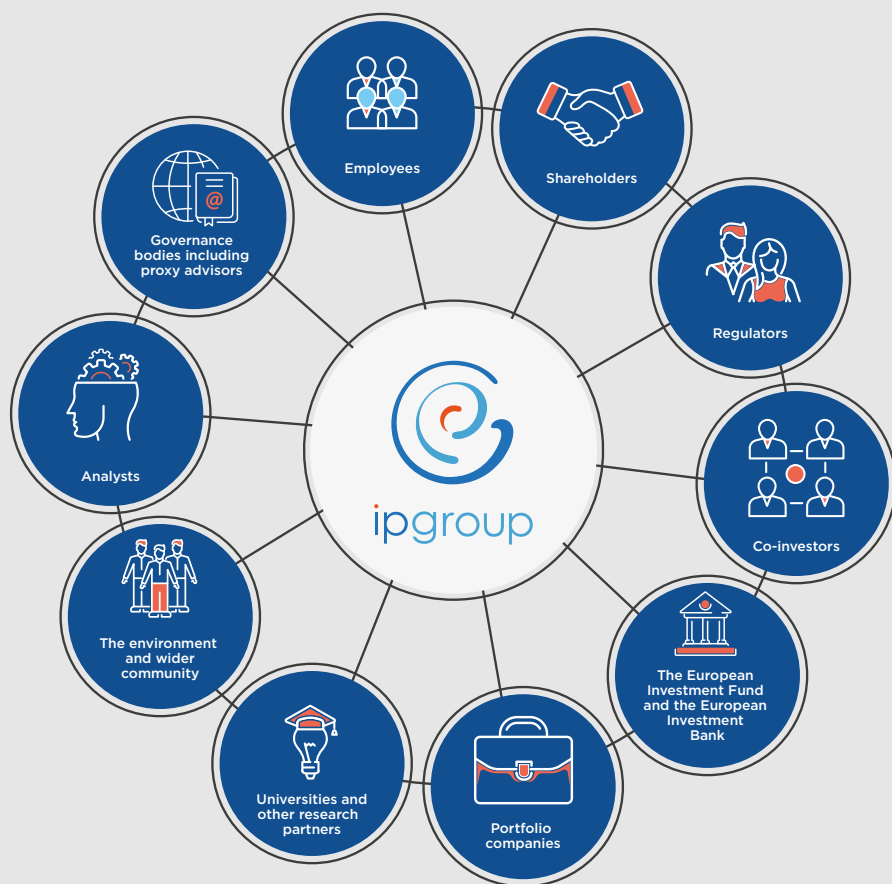 Employees
Shareholders
Governance
bodies including
proxy advisors
@
Regulators
Analysts
ipgroup
Co-investors
The environment
and wider
community
The European
Investment Fund
and the European
Investment
Bank
Universities and
other research
partners
Portfolio
companies